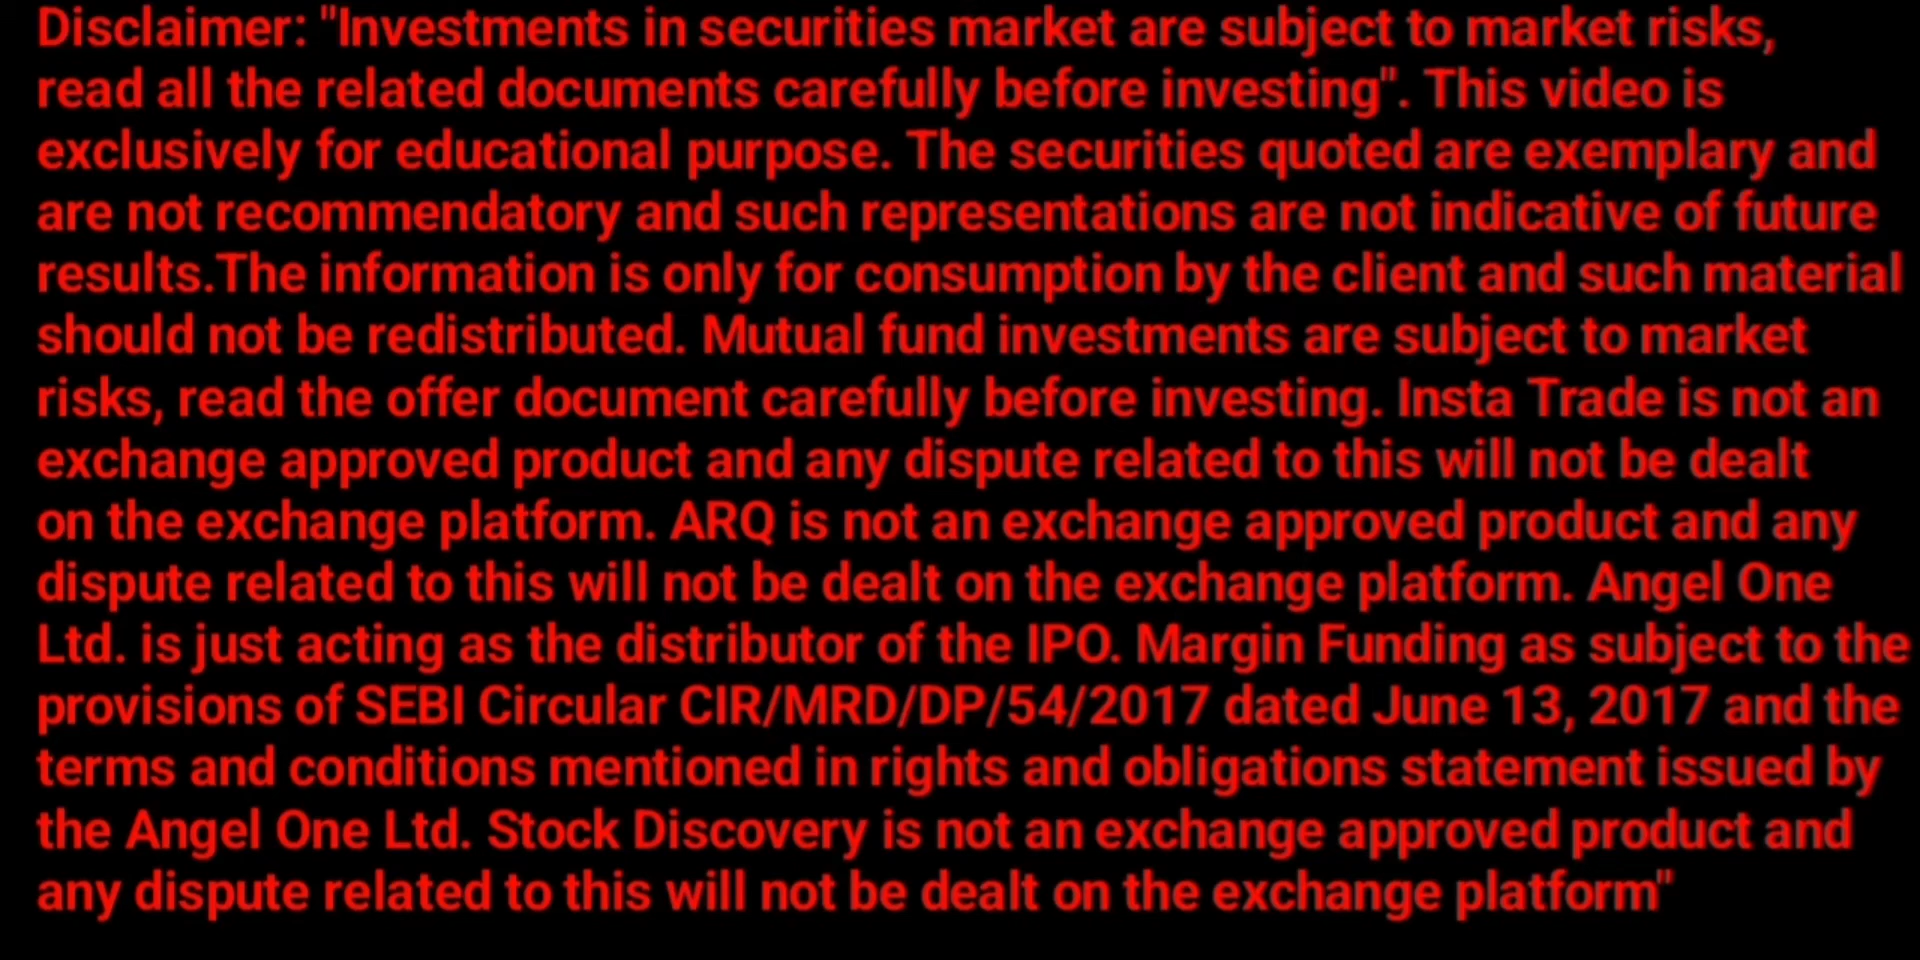 Disclaimer: "Investments in securities market are subject to market risks,
read all the related documents carefully before investing". This video is
exclusively for educational purpose. The securities quoted are exemplary and
are not recommendatory and such representations are not indicative of future
results.The information is only for consumption by the client and such material
should not be redistributed. Mutual fund investments are subject to market
risks, read the offer document carefully before investing. Insta Trade is not an
exchange approved product and any dispute related to this will not be dealt
on the exchange platform. ARQ is not an exchange approved product and any
dispute related to this will not be dealt on the exchange platform. Angel One
Ltd. is just acting as the distributor of the IPO. Margin Funding as subject to the
provisions of SEBI Circular CIR/MRD/DP/54/2017 dated June 13, 2017 and the
terms and conditions mentioned in rights and obligations statement issued by
the Angel One Ltd. Stock Discovery is not an exchange approved product and
any dispute related to this will not be dealt on the exchange platform"